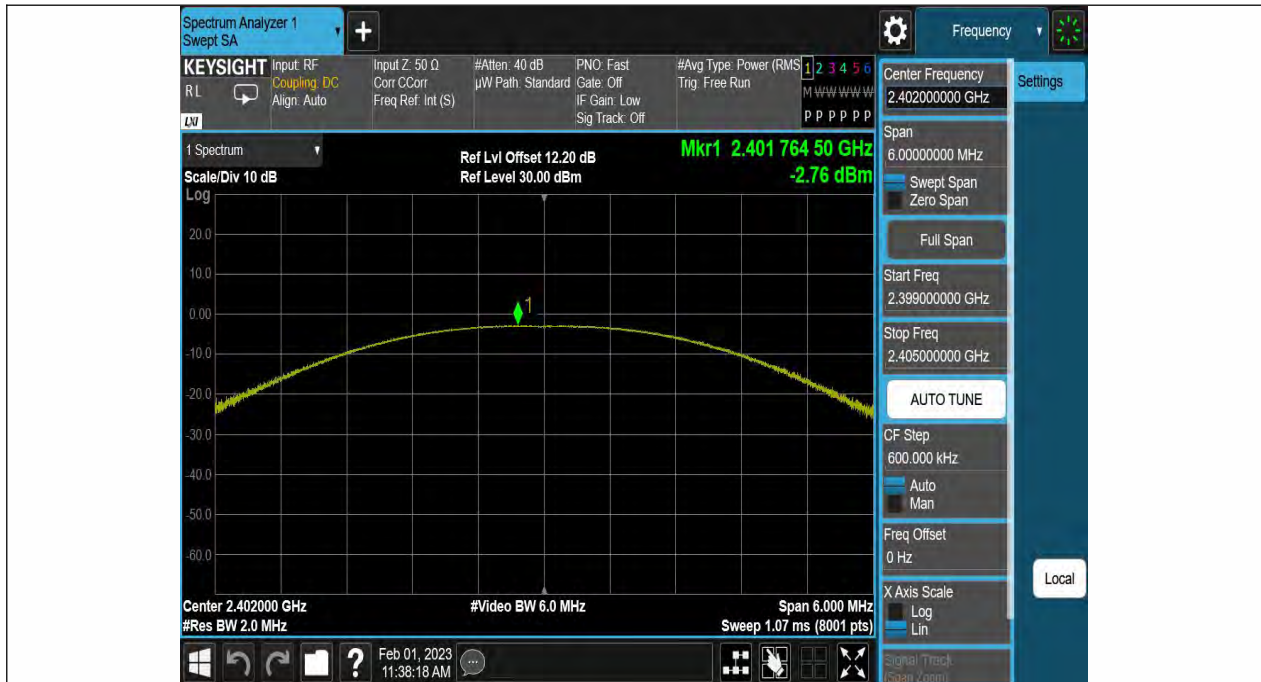 Spectrum Analyzer 1
Swept SA
+
Frequency
KEYSIGHT
RL
LXI
Input: RF
Coupling: DC
Align: Auto
Input Z: 50 Ω
Corr CCorr
Freq Ref: Int (S)
#Atten: 40 dB
µW Path: Standard
PNO: Fast
Gate: Off
IF Gain: Low
Sig Track: Off
#Avg Type: Power (RMS
Trig: Free Run
1 2 3 4 5 6
M W W W W W
P P P P P P
1 Spectrum
Scale/Div 10 dB
Log
Ref Lvl Offset 12.20 dB
Ref Level 30.00 dBm
Mkr1 2.401 764 50 GHz
-2.76 dBm
20.0
10.0
0.00
-10.0
-20.0
-30.0
-40.0
-50.0
-60.0
1
Center 2.402000 GHz
#Res BW 2.0 MHz
#Video BW 6.0 MHz
Span 6.000 MHz
Sweep 1.07 ms (8001 pts)
Center Frequency
2.402000000 GHz
Settings
Span
6.00000000 MHz
Swept Span
Zero Span
Full Span
Start Freq
2.399000000 GHz
Stop Freq
2.405000000 GHz
AUTO TUNE
CF Step
600.000 kHz
Auto
Man
Freq Offset
0 Hz
X Axis Scale
Log
Lin
Signal Track
(Span Zoom)
Local
?
Feb 01, 2023
11:38:18 AM